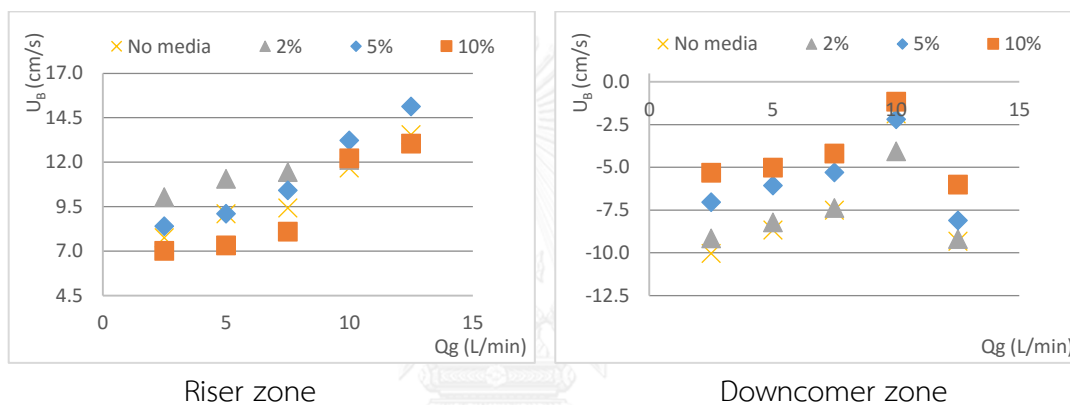 No media 2% 5% 10%
U_B (cm/s)
17.0
14.5
12.0
9.5
7.0
4.5
0 5 10 15
Qg (L/min)
Riser zone
No media 2% 5% 10%
U_B (cm/s)
0.0
-2.5
-5.0
-7.5
-10.0
-12.5
0 5 10 15
Qg (L/min)
Downcomer zone